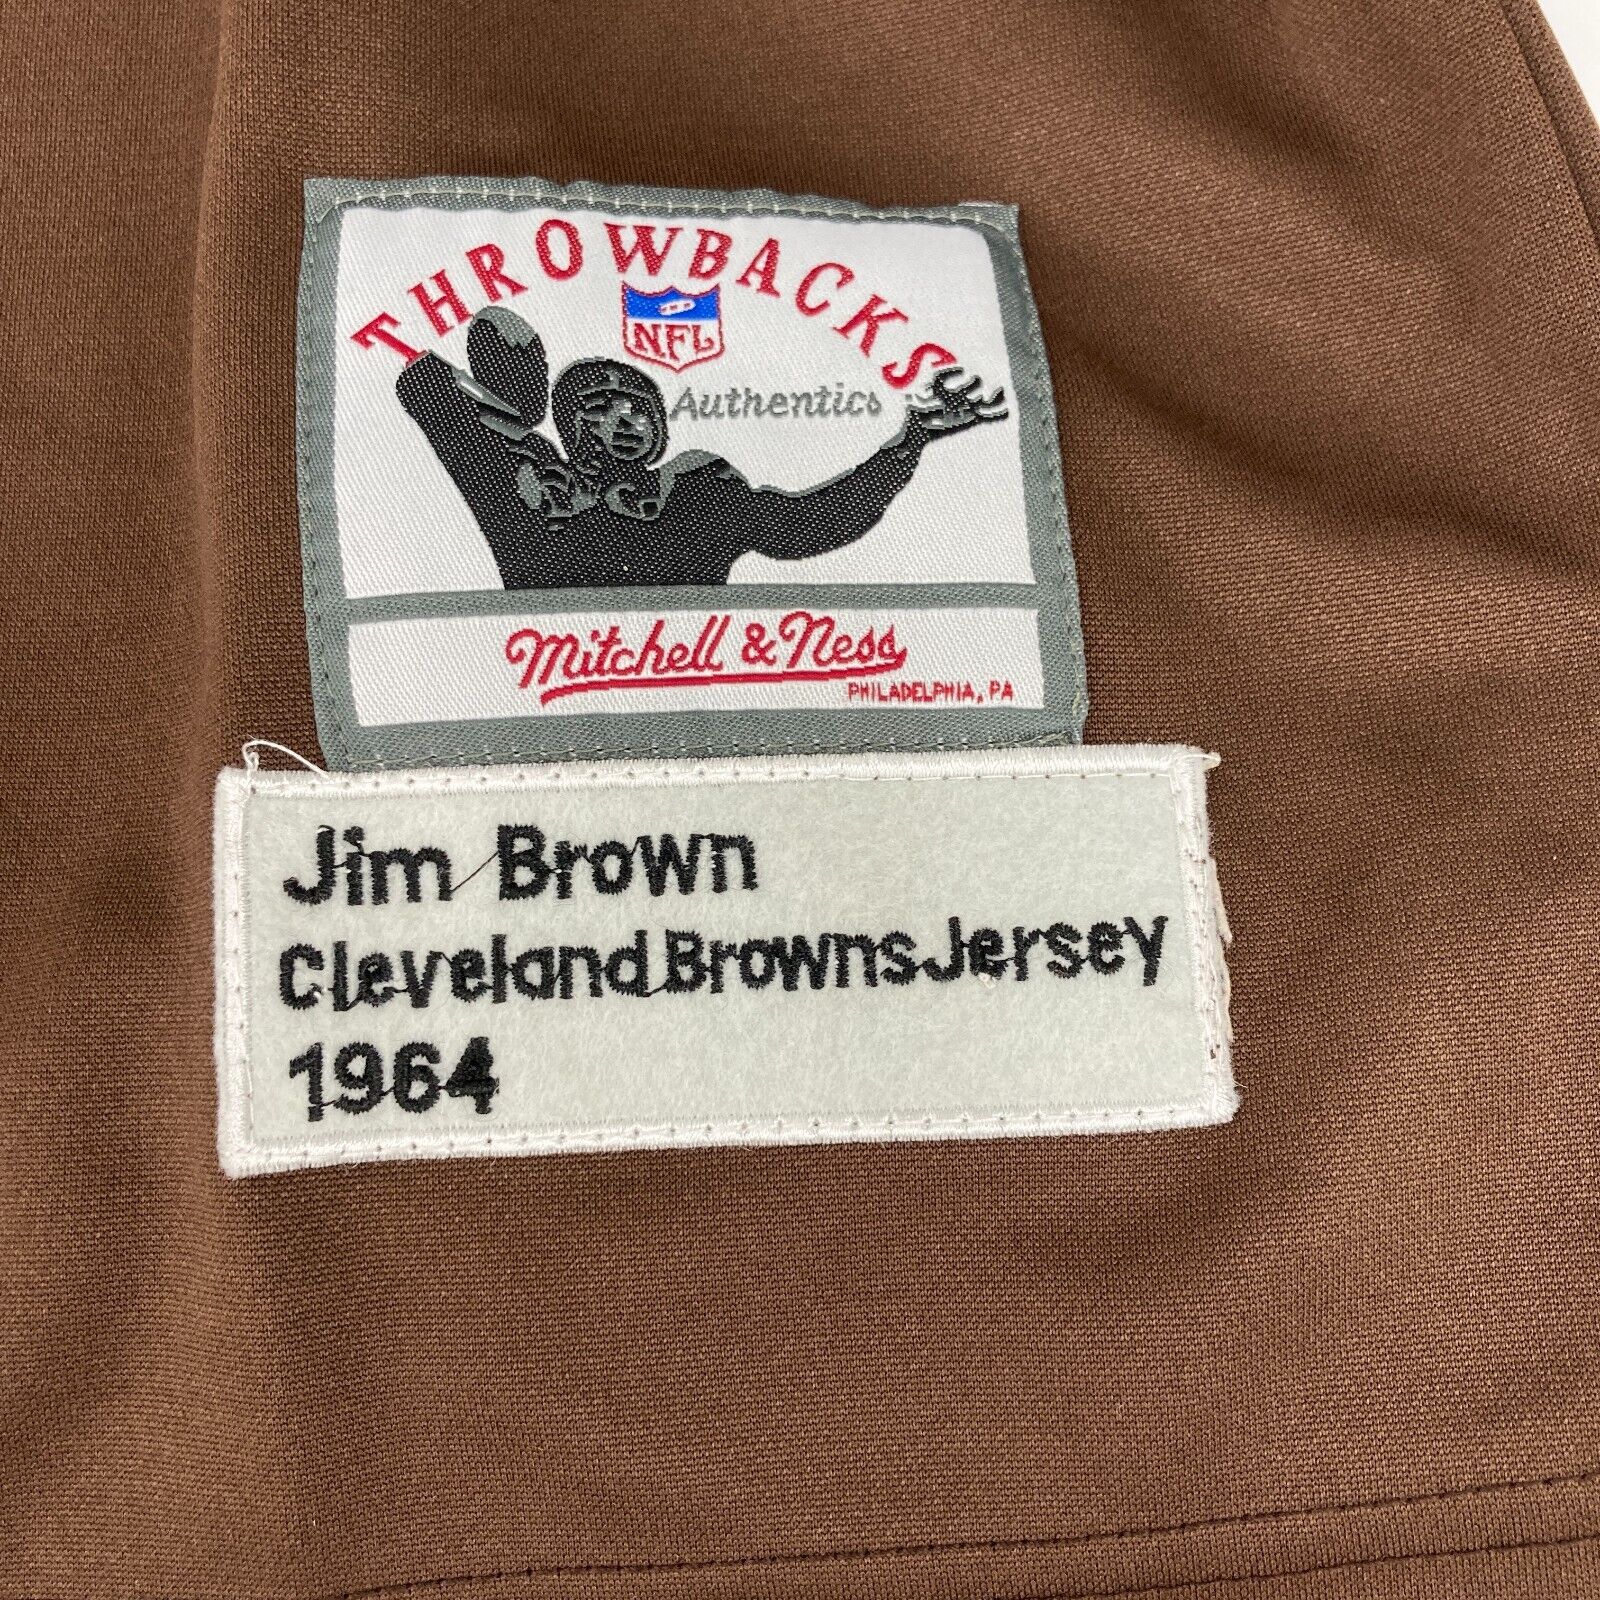 THROWBACKS
NFL
Authentics
Mitchell & Ness
PHILADELPHIA, PA
Jim Brown
Cleveland Browns Jersey
1964